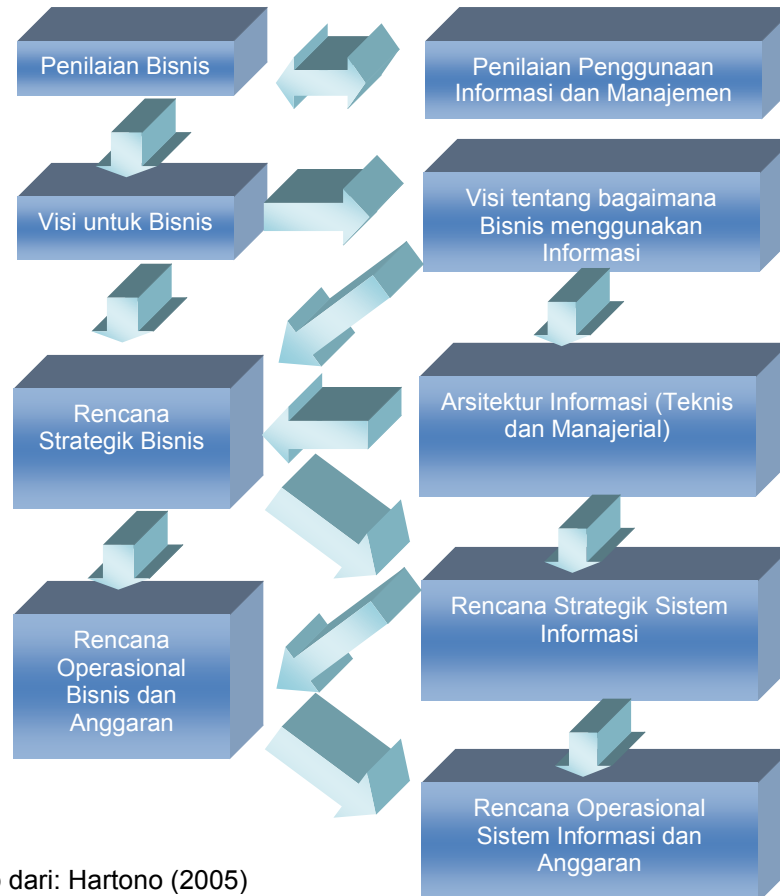 Penilaian Bisnis
Penilaian Penggunaan
Informasi dan Manajemen
Visi untuk Bisnis
Visi tentang bagaimana
Bisnis menggunakan
Informasi
Rencana
Strategik Bisnis
Arsitektur Informasi (Teknis
dan Manajerial)
Rencana Strategik Sistem
Informasi
Rencana
Operasional
Bisnis dan
Anggaran
Rencana Operasional
Sistem Informasi dan
Anggaran
dari: Hartono (2005)